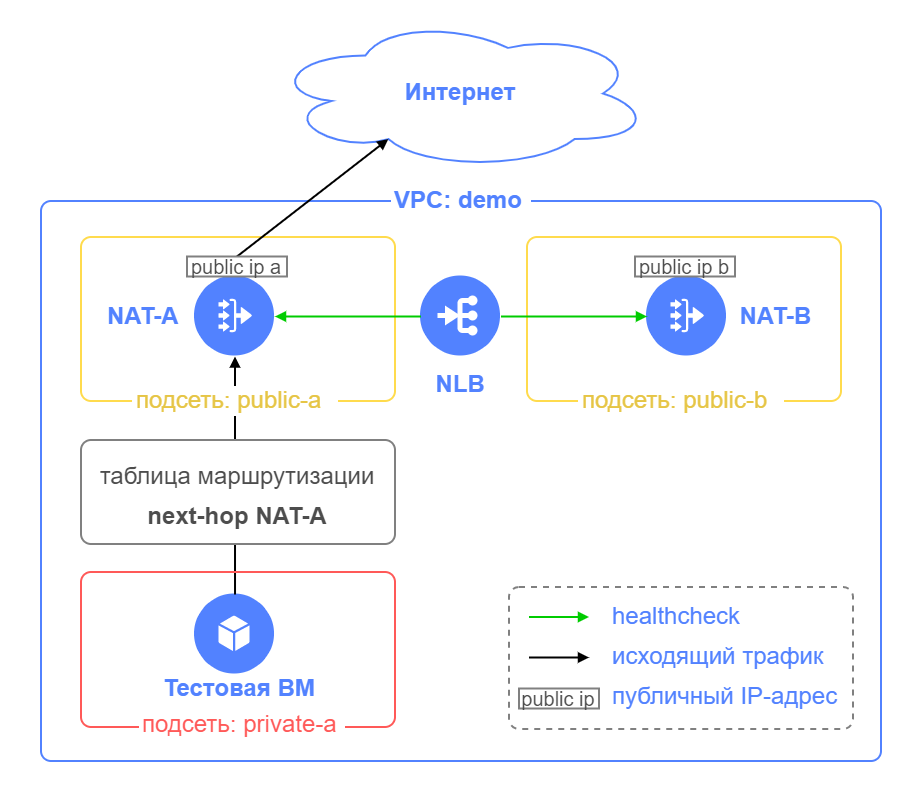 Интернет
VPC: demo
public ip a
public ip b
NAT-A
NAT-B
NLB
подсеть: public-a
подсеть: public-b
таблица маршрутизации
next-hop NAT-A
Тестовая ВМ
подсеть: private-a
healthcheck
исходящий трафик
public ip
публичный IP-адрес